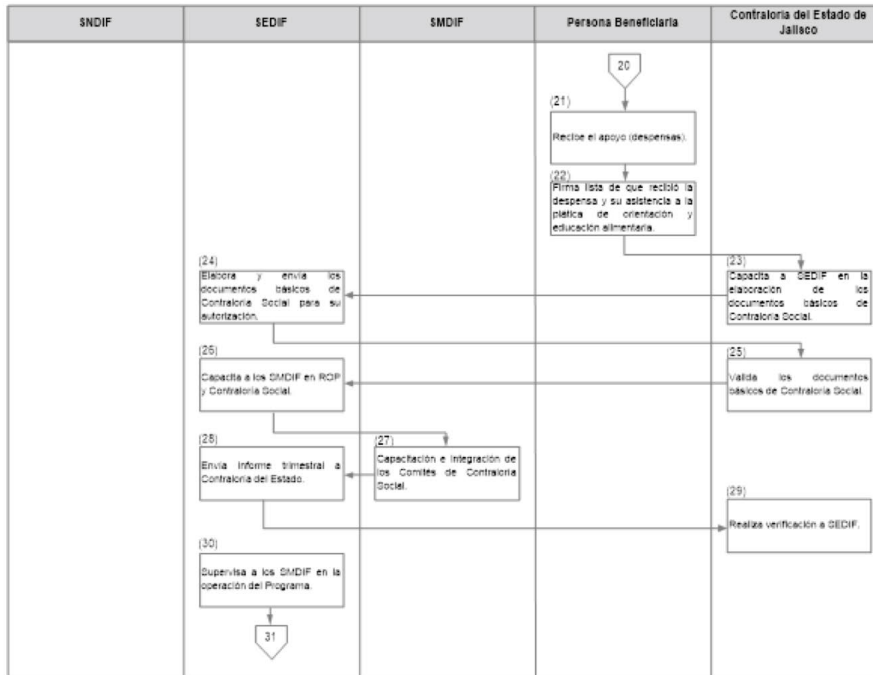 SNDIF
SEDIF
SMDIF
Persona Beneficiaria
Contraloría del Estado de
Jalisco
20
(21)
Recibe el apoyo (despensas).
(22)
Firma lista de que recibió la
despensa y su asistencia a la
plática de orientación y
educación alimentaria.
(23)
Capacita a SEDIF en la
elaboración de los
documentos básicos de
Contraloría Social.
(24)
Elabora y envía los
documentos básicos de
Contraloría Social para su
autorización.
(25)
Valida los documentos
básicos de Contraloría Social.
(26)
Capacita a los SMDIF en ROP
y Contraloría Social.
(27)
Capacitación e integración de
los Comités de Contraloría
Social.
(28)
Envía informe trimestral a
Contraloría del Estado.
(29)
Realiza verificación a SEDIF.
(30)
Supervisa a los SMDIF en la
operación del Programa.
31